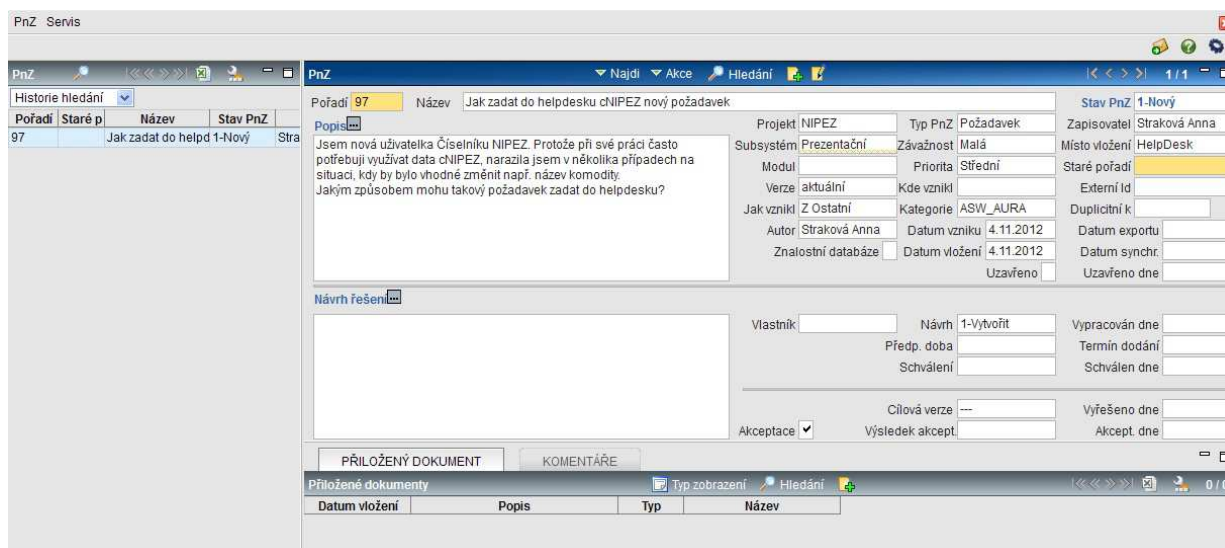 PnZ Servis
PnZ
Historie hledání
Pořadí Staré p Název Stav PnZ
97 Jak zadat do helpd 1-Nový Stra
PnZ Najdi Akce Hledání 1/1
Pořadí 97 Název Jak zadat do helpdesku cNIPEZ nový požadavek Stav PnZ 1-Nový
Popis
Jsem nová uživatelka Číselníku NIPEZ. Protože při své práci často
potřebuji využívat data cNIPEZ, narazila jsem v několika případech na
situaci, kdy by bylo vhodné změnit např. název komodity.
Jakým způsobem mohu takový požadavek zadat do helpdesku?
Projekt NIPEZ Typ PnZ Požadavek Zapisovatel Straková Anna
Subsystém Prezentační Závažnost Malá Místo vložení HelpDesk
Modul Priorita Střední Staré pořadí
Verze aktuální Kde vznikl Externí Id
Jak vznikl Z Ostatní Kategorie ASW_AURA Duplicitní k
Autor Straková Anna Datum vzniku 4.11.2012 Datum exportu
Znalostní databáze Datum vložení 4.11.2012 Datum synchr.
Uzavřeno Uzavřeno dne
Návrh řešení
Vlastník Návrh 1-Vytvořit Vypracován dne
Předp. doba Termín dodání
Schválení Schválen dne
Cílová verze --- Vyřešeno dne
Akceptace Výsledek akcept. Akcept. dne
PŘILOŽENÝ DOKUMENT KOMENTÁŘE
Přiložené dokumenty Typ zobrazení Hledání 0/0
Datum vložení Popis Typ Název